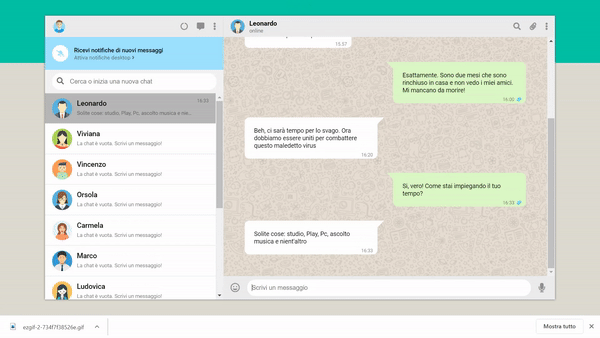 Ricevi notifiche di nuovi messaggi
Attiva notifiche desktop >
Cerca o inizia una nuova chat
Leonardo
16:33
Solite cose: studio, Play, Pc, ascolto musica e nie...
Viviana
La chat è vuota. Scrivi un messaggio!
Vincenzo
La chat è vuota. Scrivi un messaggio!
Orsola
La chat è vuota. Scrivi un messaggio!
Carmela
La chat è vuota. Scrivi un messaggio!
Marco
La chat è vuota. Scrivi un messaggio!
Ludovica
La chat è vuota. Scrivi un messaggio!
Leonardo
online
15:57
Esattamente. Sono due mesi che sono
rinchiuso in casa e non vedo i miei amici.
Mi mancano da morire!
16:00
Beh, ci sarà tempo per lo svago. Ora
dobbiamo essere uniti per combattere
questo maledetto virus
16:20
Si, vero! Come stai impiegando il tuo
tempo?
16:33
Solite cose: studio, Play, Pc, ascolto
musica e nient'altro
16:33
Scrivi un messaggio
ezgif-2-734f7f38526e.gif
Mostra tutto